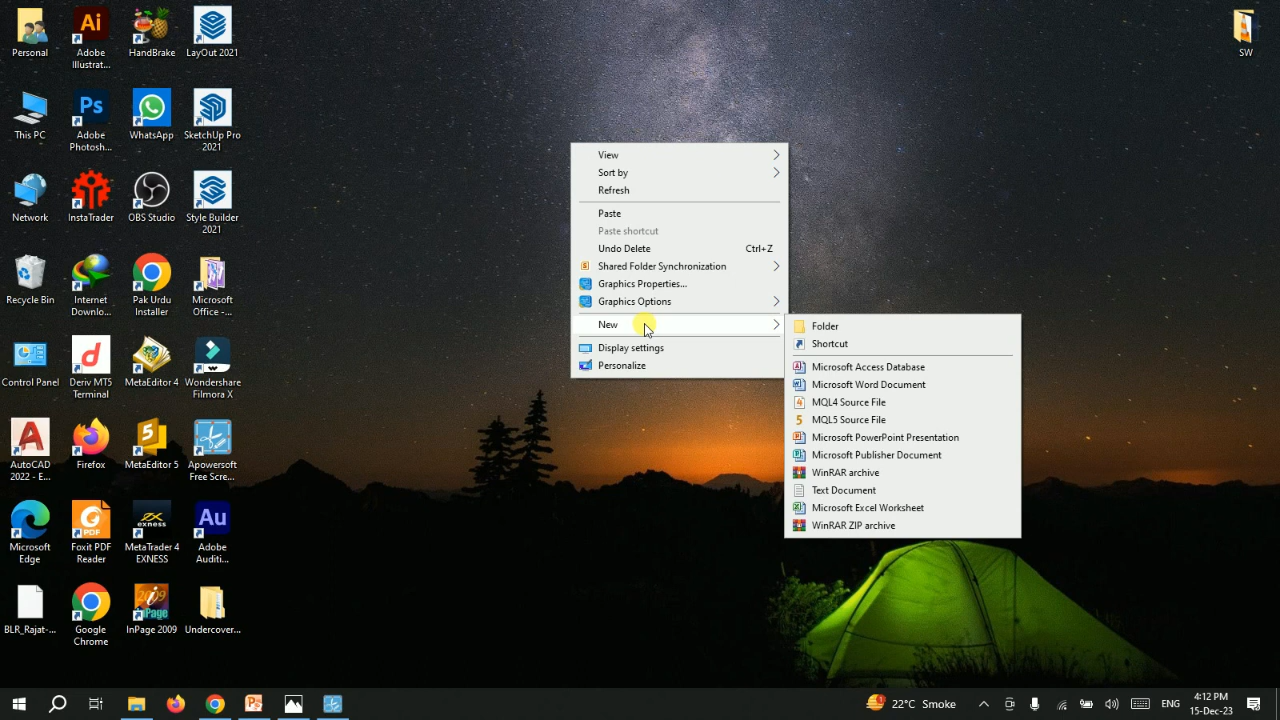 Personal
Adobe
Illustrat...
HandBrake
LayOut 2021
SW
This PC
Adobe
Photosh...
WhatsApp
SketchUp Pro
2021
Network
InstaTrader
OBS Studio
Style Builder
2021
Recycle Bin
Internet
Downlo...
Pak Urdu
Installer
Microsoft
Office -...
Control Panel
Deriv MT5
Terminal
MetaEditor 4
Wondershare
Filmora X
AutoCAD
2022 - E...
Firefox
MetaEditor 5
Apowersoft
Free Scre...
Microsoft
Edge
Foxit PDF
Reader
MetaTrader 4
EXNESS
Adobe
Auditi...
BLR_Rajat-...
Google
Chrome
InPage 2009
Undercover...
View
Sort by
Refresh
Paste
Paste shortcut
Undo Delete Ctrl+Z
Shared Folder Synchronization
Graphics Properties...
Graphics Options
New
Display settings
Personalize
Folder
Shortcut
Microsoft Access Database
Microsoft Word Document
MQL4 Source File
MQL5 Source File
Microsoft PowerPoint Presentation
Microsoft Publisher Document
WinRAR archive
Text Document
Microsoft Excel Worksheet
WinRAR ZIP archive
22°C Smoke
ENG
4:12 PM
15-Dec-23